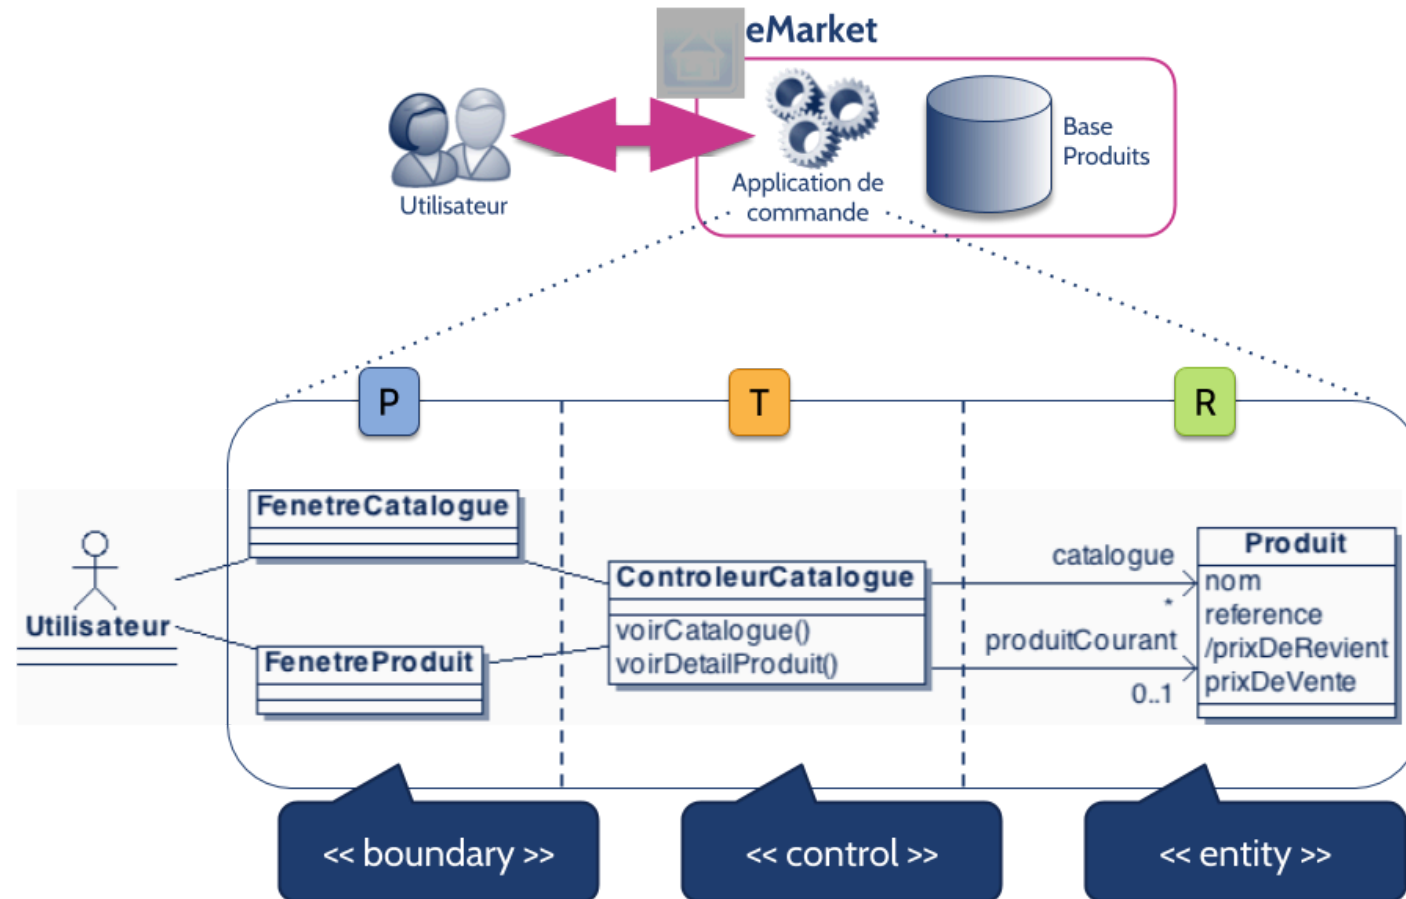 eMarket
Base
Produits
Application de
commande
Utilisateur
P
T
R
FenetreCatalogue
Utilisateur
FenetreProduit
ControleurCatalogue
voirCatalogue()
voirDetailProduit()
catalogue
*
produitCourant
0..1
Produit
nom
reference
/prixDeRevient
prixDeVente
<< boundary >>
<< control >>
<< entity >>